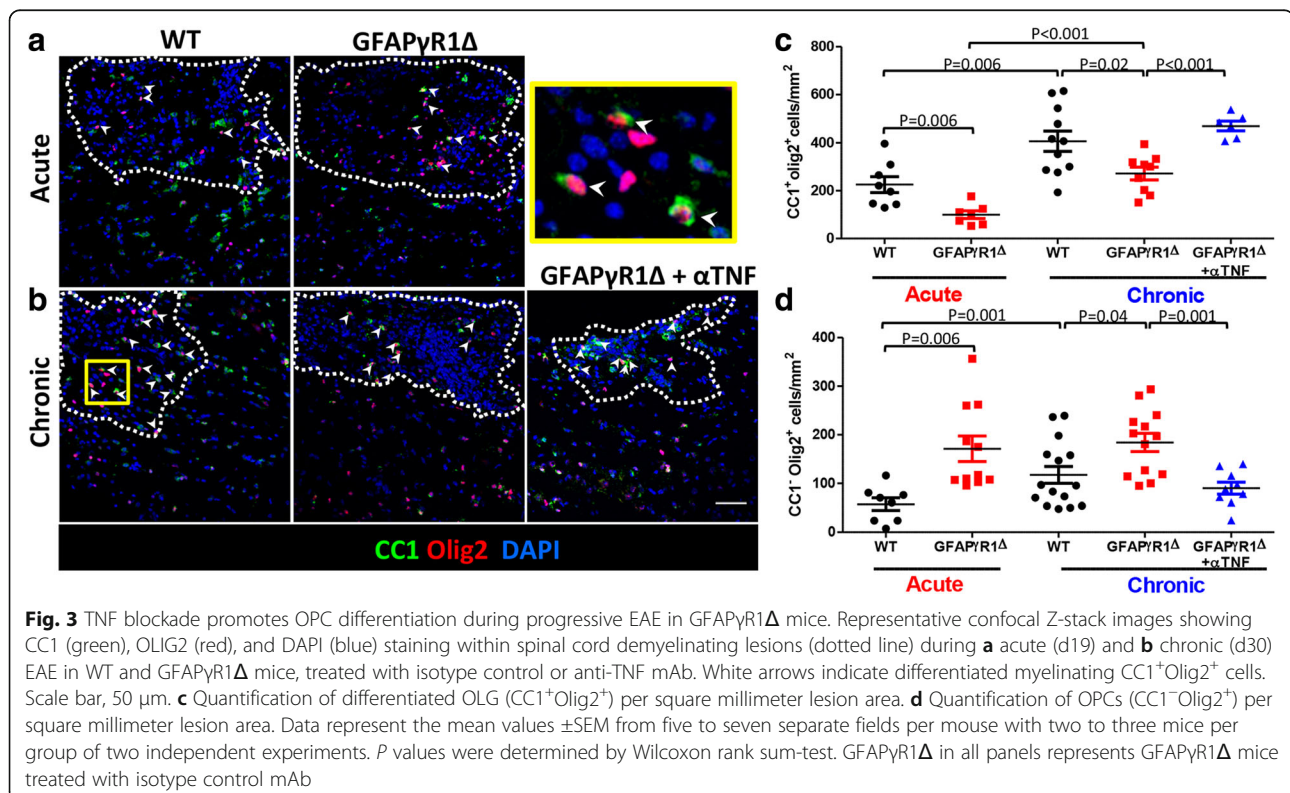 a
WT
GFAPγR1Δ
Acute
b
GFAPγR1Δ + αTNF
Chronic
CC1 Olig2 DAPI
c
P<0.001
P=0.006
P=0.02
P<0.001
P=0.006
CC1+ olig2+ cells/mm2
800
600
400
200
0
WT
GFAPγR1Δ
WT
GFAPγR1Δ
GFAPγR1Δ
+αTNF
Acute
Chronic
d
P=0.001
P=0.04
P=0.001
P=0.006
CC1- Olig2+ cells/mm2
400
300
200
100
0
WT
GFAPγR1Δ
WT
GFAPγR1Δ
GFAPγR1Δ
+αTNF
Acute
Chronic
Fig. 3 TNF blockade promotes OPC differentiation during progressive EAE in GFAPγR1Δ mice. Representative confocal Z-stack images showing
CC1 (green), OLIG2 (red), and DAPI (blue) staining within spinal cord demyelinating lesions (dotted line) during a acute (d19) and b chronic (d30)
EAE in WT and GFAPγR1Δ mice, treated with isotype control or anti-TNF mAb. White arrows indicate differentiated myelinating CC1+Olig2+ cells.
Scale bar, 50 μm. c Quantification of differentiated OLG (CC1+Olig2+) per square millimeter lesion area. d Quantification of OPCs (CC1−Olig2+) per
square millimeter lesion area. Data represent the mean values ±SEM from five to seven separate fields per mouse with two to three mice per
group of two independent experiments. P values were determined by Wilcoxon rank sum-test. GFAPγR1Δ in all panels represents GFAPγR1Δ mice
treated with isotype control mAb